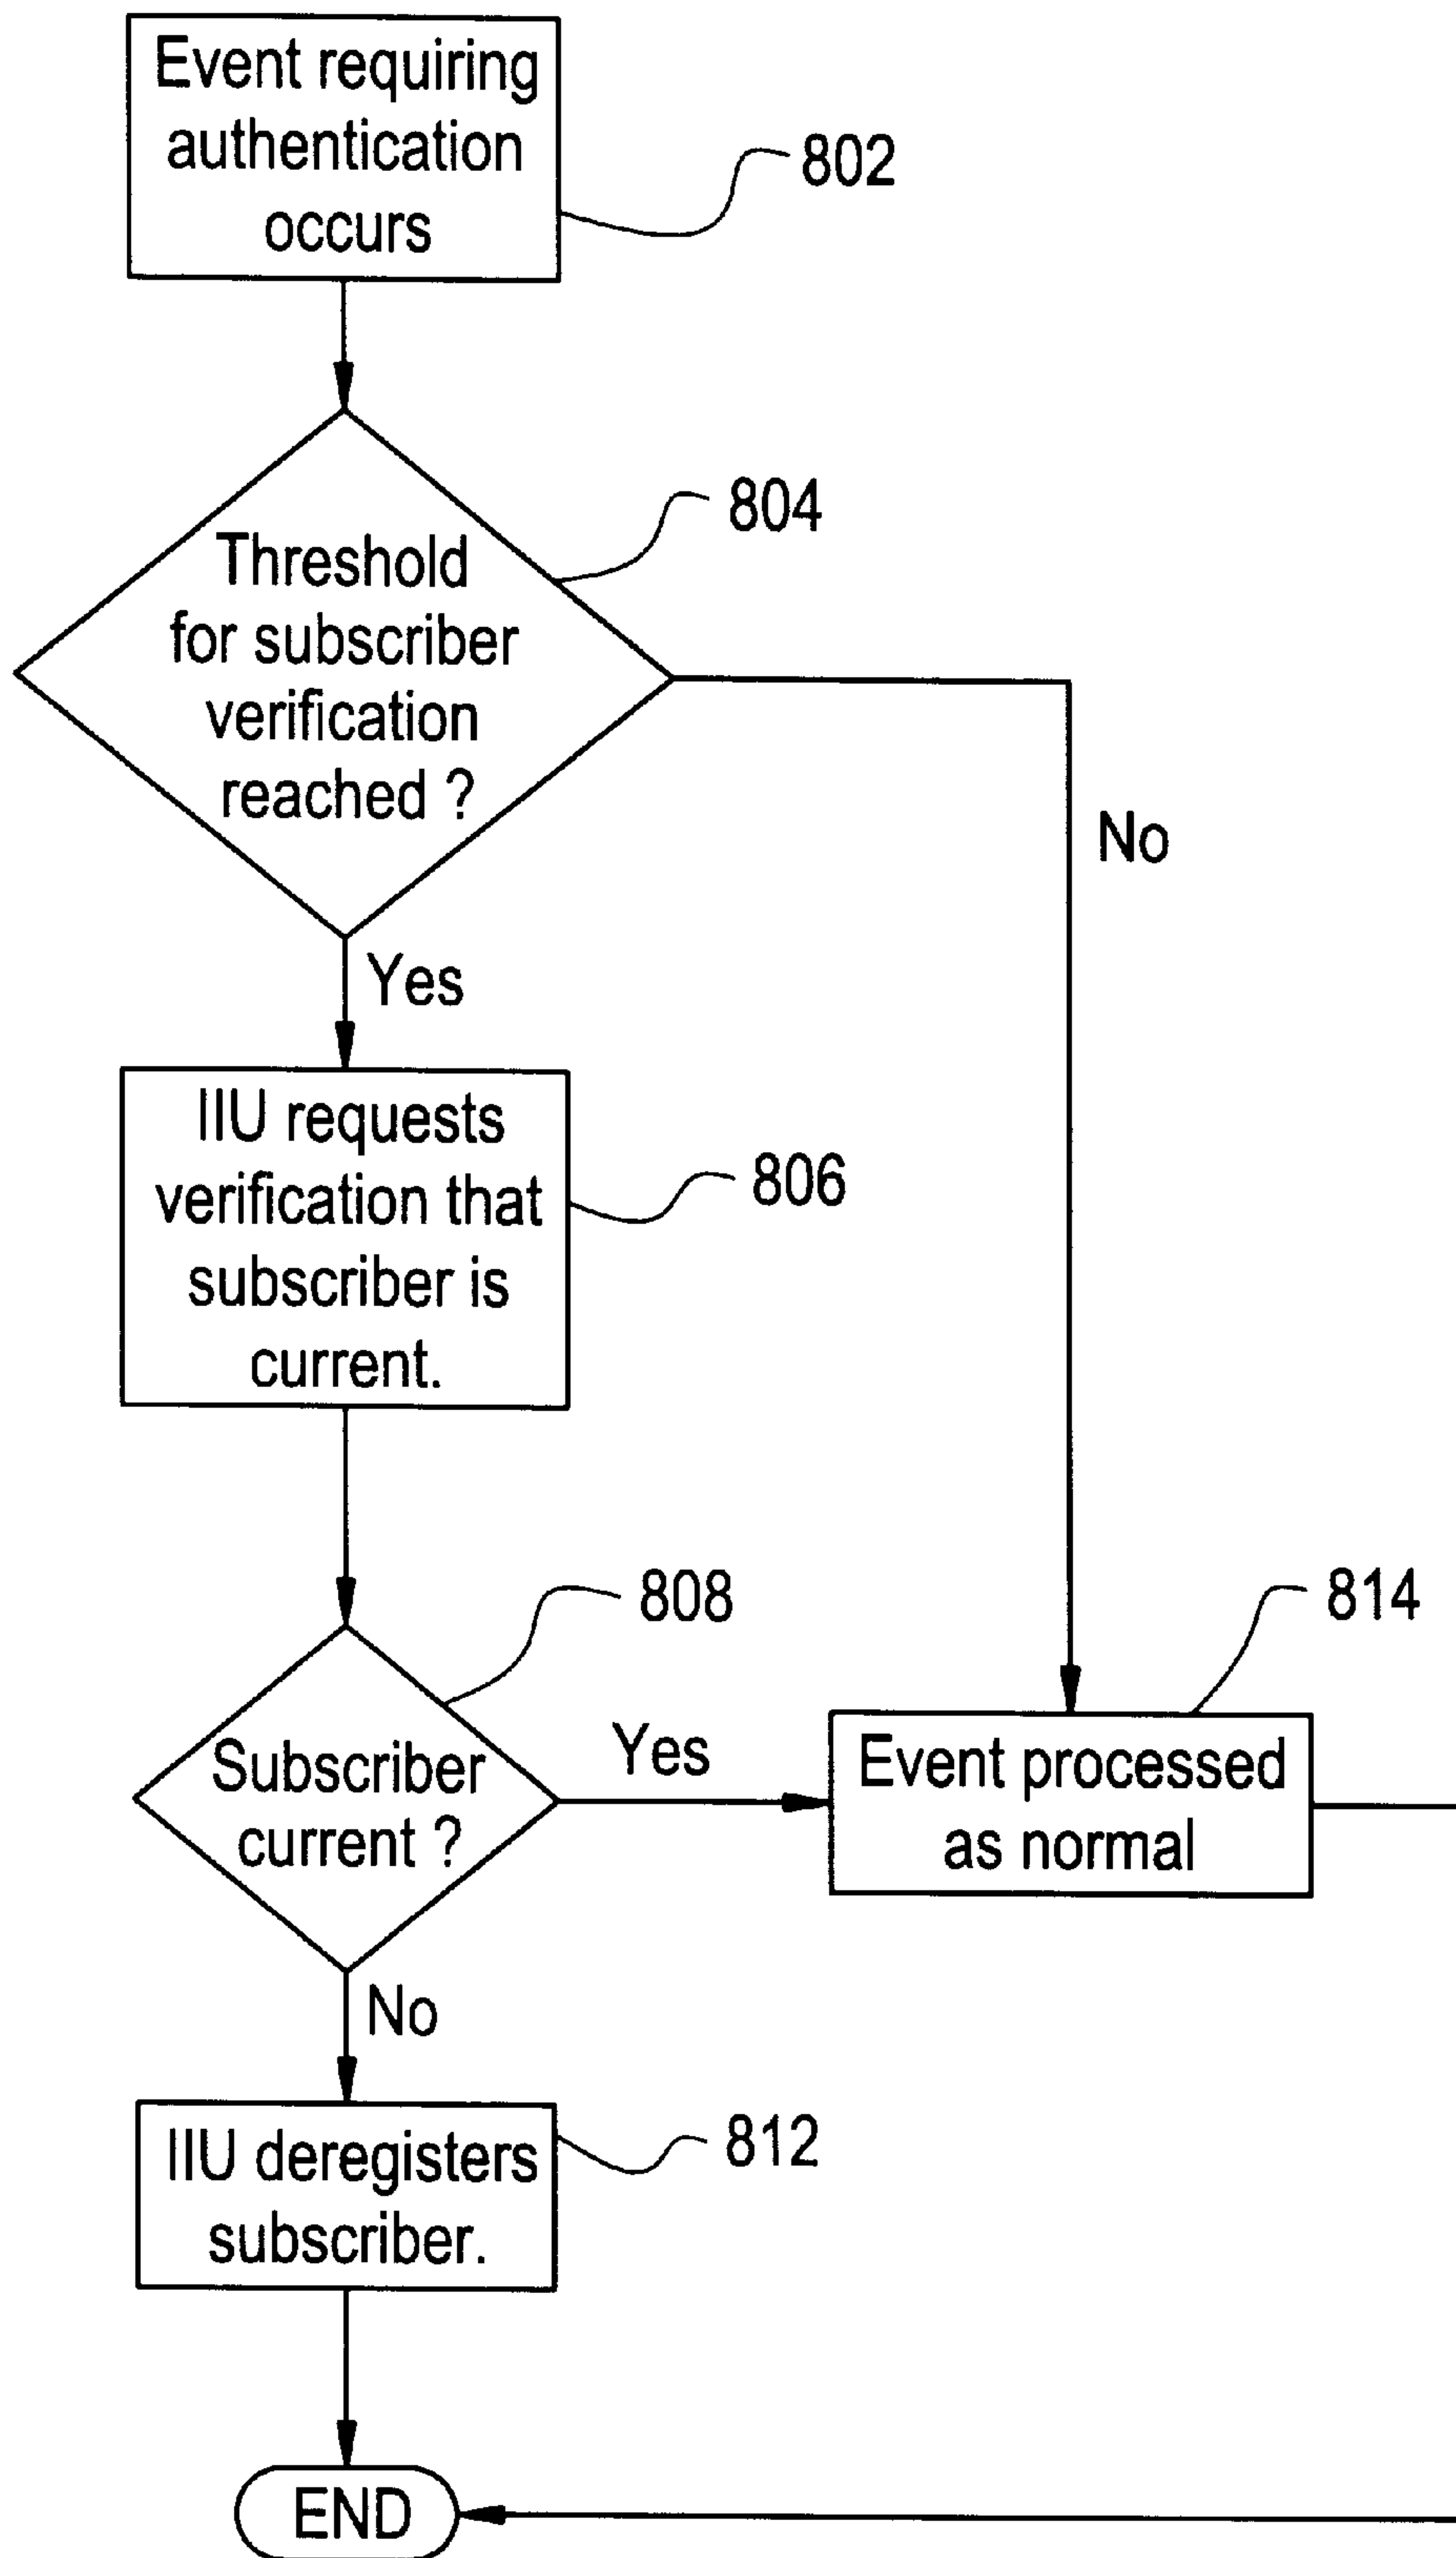 Event requiring
authentication
occurs
802
Threshold
for subscriber
verification
reached ?
804
No
Yes
IIU requests
verification that
subscriber is
current.
806
Subscriber
current ?
808
Yes
Event processed
as normal
814
No
IIU deregisters
subscriber.
812
END